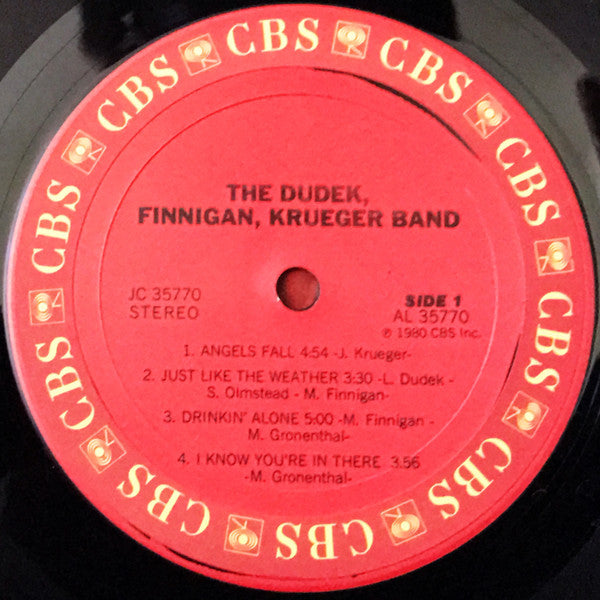 CBS CBS CBS CBS CBS CBS CBS CBS CBS CBS CBS
THE DUDEK,
FINNIGAN, KRUEGER BAND
JC 35770
STEREO
SIDE 1
AL 35770
℗ 1980 CBS Inc.
1. ANGELS FALL 4:54 -J. Krueger-
2. JUST LIKE THE WEATHER 3:30 -L. Dudek -
S. Olmstead - M. Finnigan-
3. DRINKIN' ALONE 5:00 -M. Finnigan -
M. Gronenthal-
4. I KNOW YOU'RE IN THERE 3:56
-M. Gronenthal-